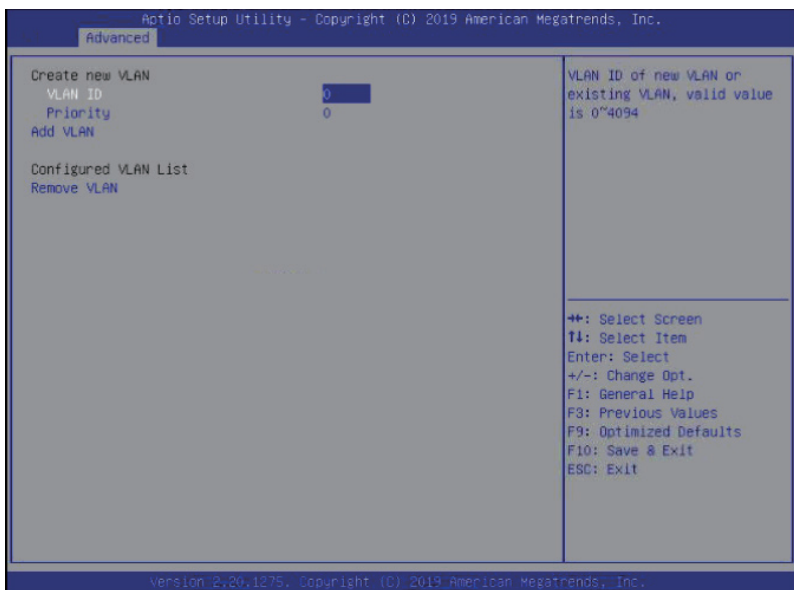 Aptio Setup Utility - Copyright (C) 2019 American Megatrends, Inc.
Advanced
Create new VLAN
VLAN ID 0
Priority 0
Add VLAN
Configured VLAN List
Remove VLAN
VLAN ID of new VLAN or
existing VLAN, valid value
is 0~4094
→←: Select Screen
↑↓: Select Item
Enter: Select
+/-: Change Opt.
F1: General Help
F3: Previous Values
F9: Optimized Defaults
F10: Save & Exit
ESC: Exit
Version 2.20.1275. Copyright (C) 2019 American Megatrends, Inc.